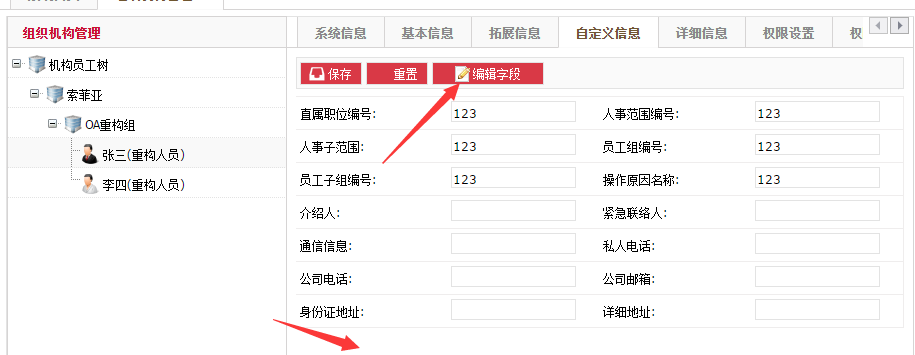 组织机构管理
机构员工树
索菲亚
OA重构组
张三(重构人员)
李四(重构人员)
系统信息 基本信息 拓展信息 自定义信息 详细信息 权限设置
保存 重置 编辑字段
直属职位编号: 123 人事范围编号: 123
人事子范围: 123 员工组编号: 123
员工子组编号: 123 操作原因名称: 123
介绍人: 紧急联络人:
通信信息: 私人电话:
公司电话: 公司邮箱:
身份证地址: 详细地址: